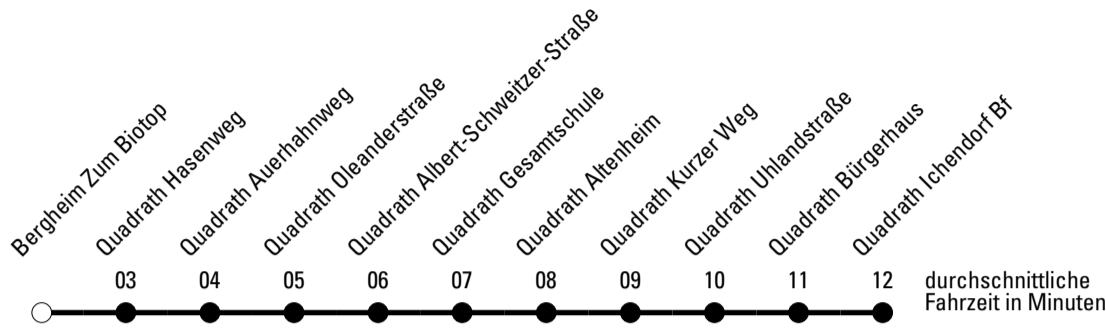 Bergheim Zum Biotop
Quadrath Hasenweg
Quadrath Auerhahnweg
Quadrath Oleanderstraße
Quadrath Albert-Schweitzer-Straße
Quadrath Gesamtschule
Quadrath Altenheim
Quadrath Kurzer Weg
Quadrath Uhlandstraße
Quadrath Bürgerhaus
Quadrath Ichendorf Bf
03 04 05 06 07 08 09 10 11 12
durchschnittliche
Fahrzeit in Minuten